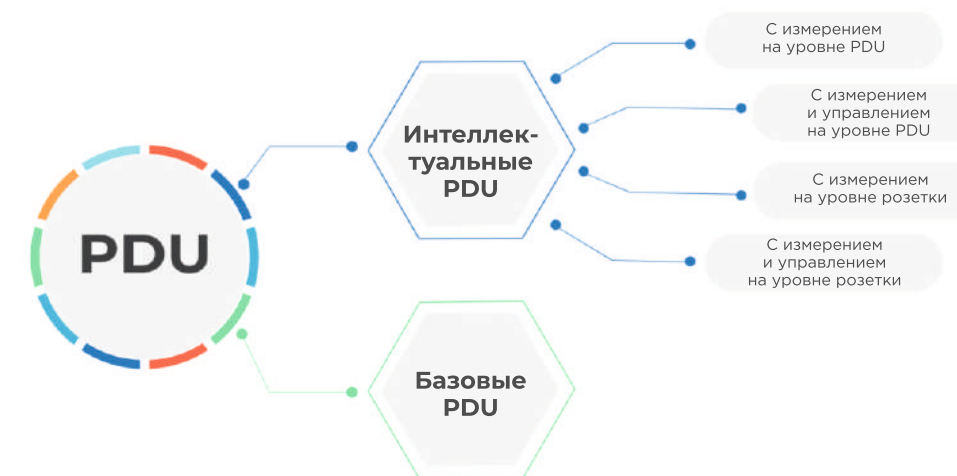 PDU
Интеллек-
туальные
PDU
С измерением
на уровне PDU
С измерением
и управлением
на уровне PDU
С измерением
на уровне розетки
С измерением
и управлением
на уровне розетки
Базовые
PDU